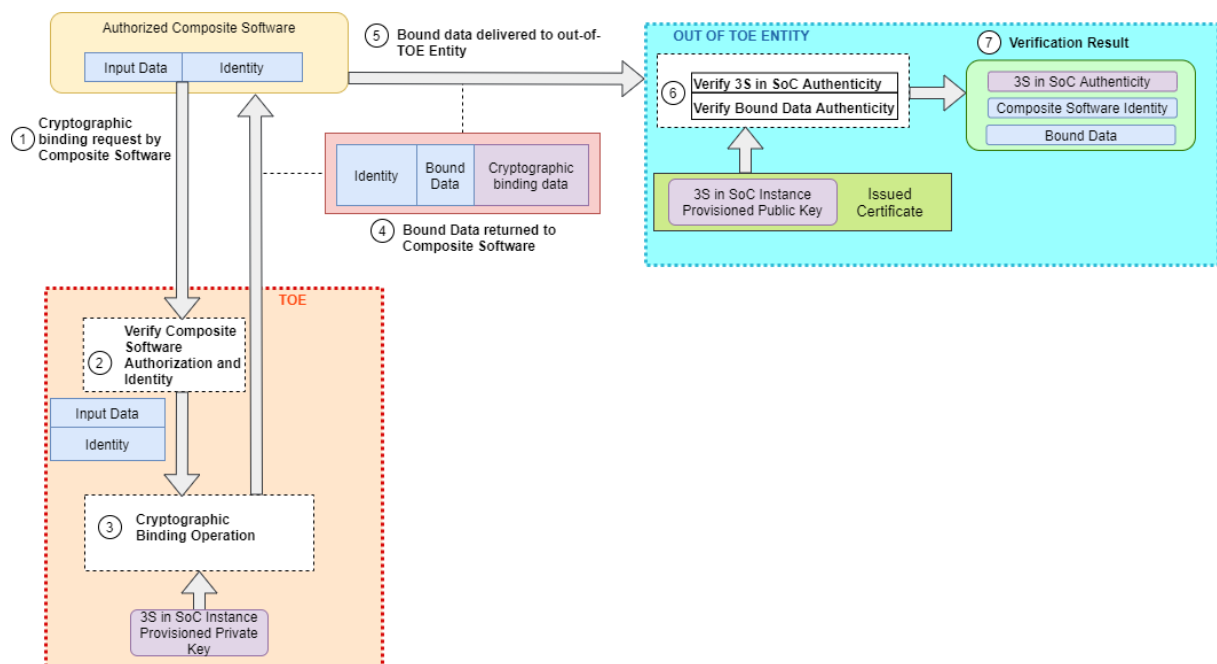 Authorized Composite Software
Input Data
Identity
5
Bound data delivered to out-of-
TOE Entity
1
Cryptographic
binding request by
Composite Software
Identity
Bound
Data
Cryptographic
binding data
4
Bound Data returned to
Composite Software
OUT OF TOE ENTITY
6
Verify 3S in SoC Authenticity
Verify Bound Data Authenticity
7
Verification Result
3S in SoC Authenticity
Composite Software Identity
Bound Data
3S in SoC Instance
Provisioned Public Key
Issued
Certificate
TOE
2
Verify Composite
Software
Authorization and
Identity
Input Data
Identity
3
Cryptographic
Binding Operation
3S in SoC Instance
Provisioned Private
Key